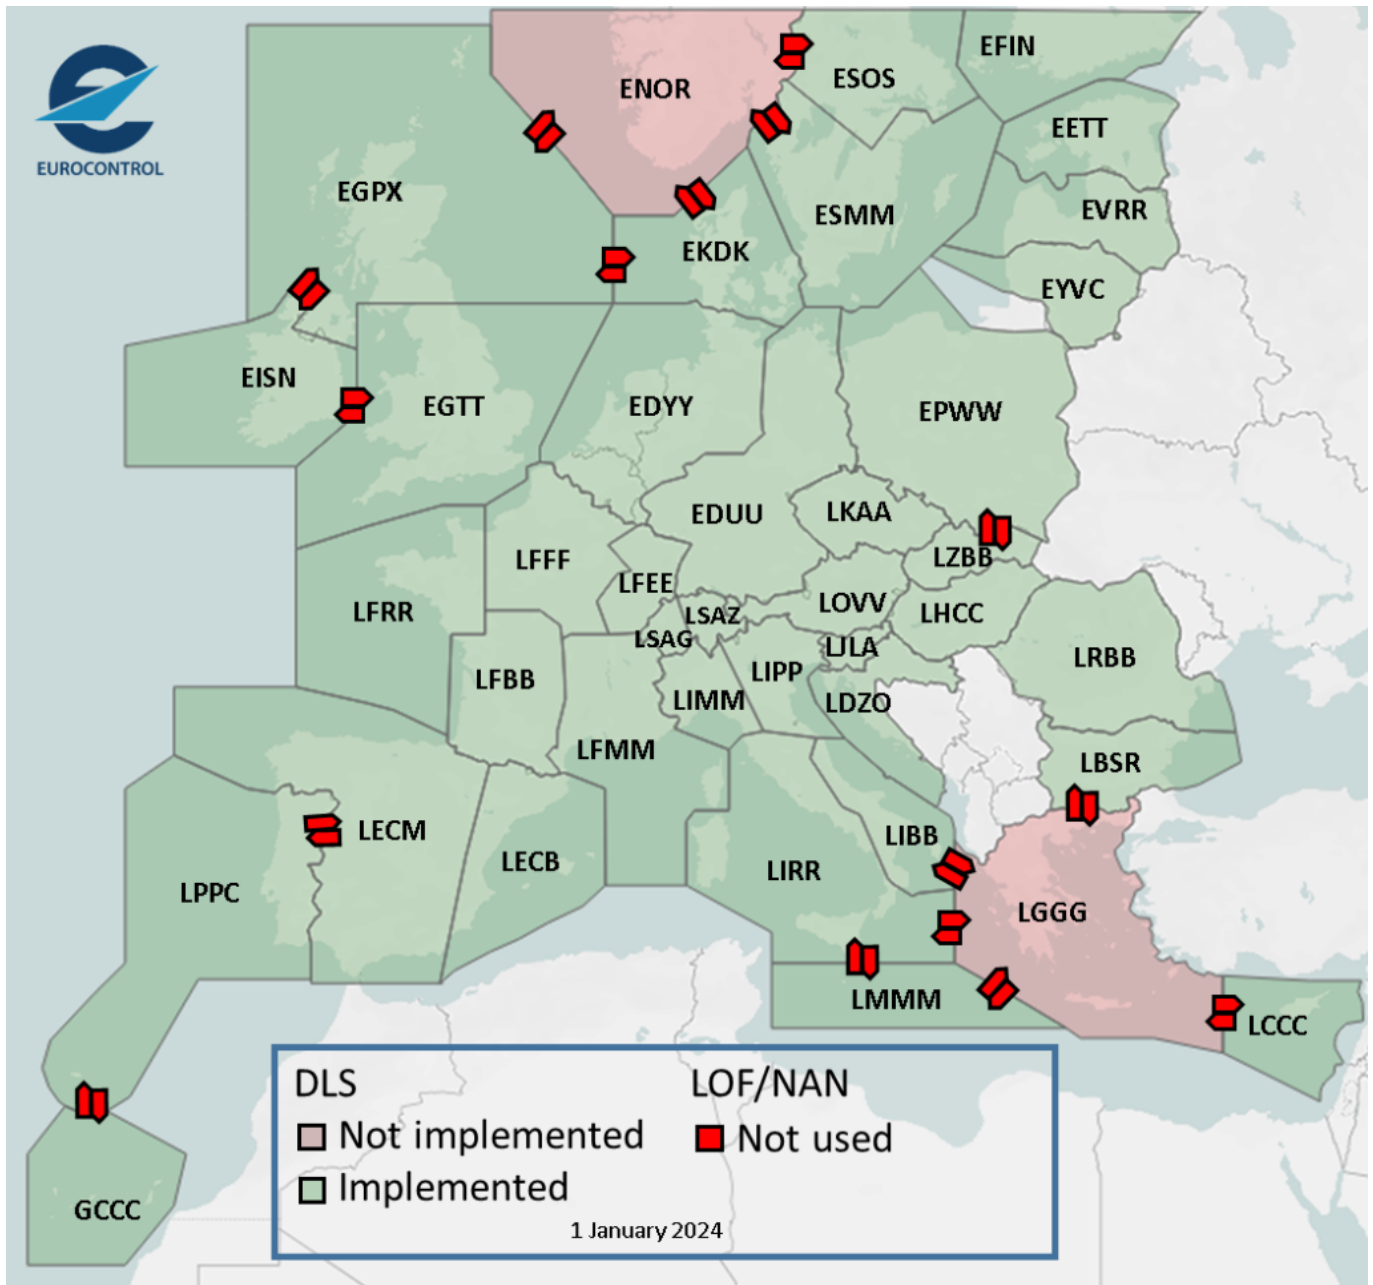 EUROCONTROL
ENOR
ESOS
EFIN
EETT
EGPX
EVRR
ESMM
EKDK
EYVC
EISN
EGTT
EDYY
EPWW
EDUU
LKAA
LZBB
LFFF
LFEE
LOVV
LHCC
LFRR
LSAZ
LSAG
LJLA
LRBB
LFBB
LIPP
LIMM
LDZO
LFMM
LBSR
LECM
LIBB
LECB
LIRR
LPPC
LGGG
LMMM
LCCC
DLS
Not implemented
Implemented
LOF/NAN
Not used
1 January 2024
GCCC